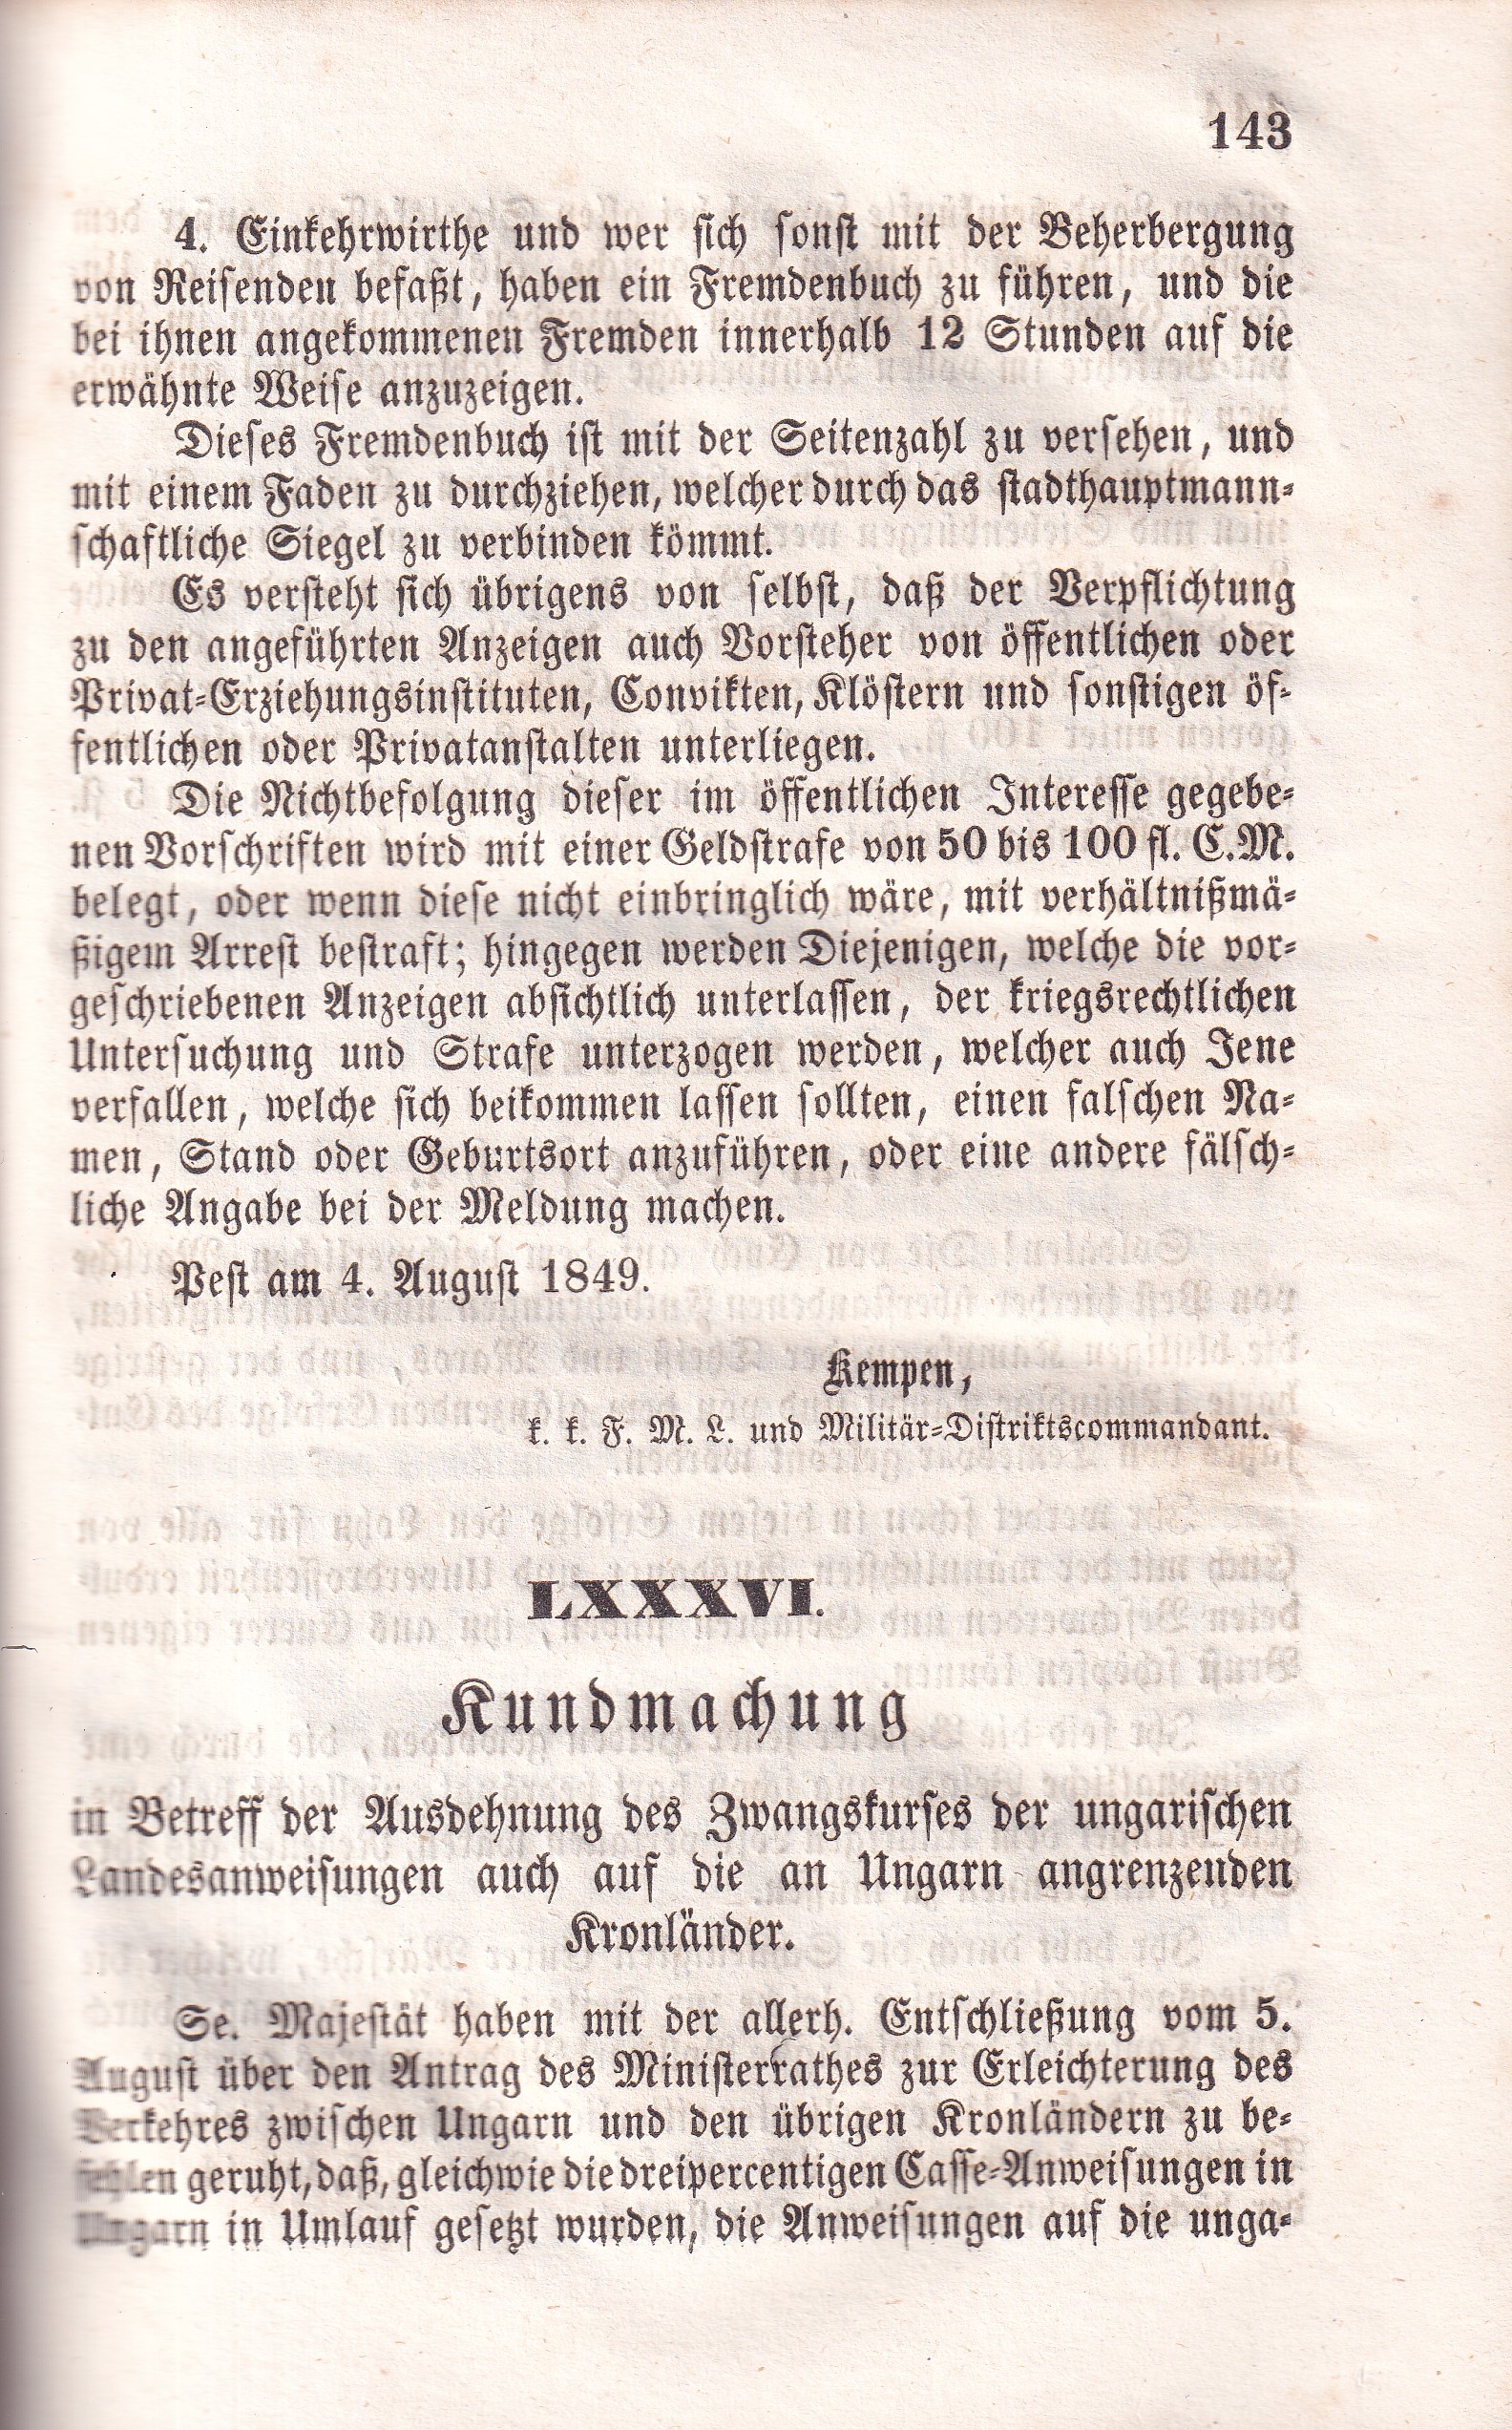 143
4. Einkehrwirthe und wer sich sonst mit der Beherbergung
von Reisenden befaßt, haben ein Fremdenbuch zu führen, und die
bei ihnen angekommenen Fremden innerhalb 12 Stunden auf die
erwähnte Weise anzuzeigen.
Dieses Fremdenbuch ist mit der Seitenzahl zu versehen, und
mit einem Faden zu durchziehen, welcher durch das stadthauptmann-
schaftliche Siegel zu verbinden kömmt.
Es versteht sich übrigens von selbst, daß der Verpflichtung
zu den angeführten Anzeigen auch Vorsteher von öffentlichen oder
Privat-Erziehungsinstituten, Convikten, Klöstern und sonstigen öf-
fentlichen oder Privatanstalten unterliegen.
Die Nichtbefolgung dieser im öffentlichen Interesse gegebe-
nen Vorschriften wird mit einer Geldstrafe von 50 bis 100 fl. C.M.
belegt, oder wenn diese nicht einbringlich wäre, mit verhältnißmä-
ßigem Arrest bestraft; hingegen werden Diejenigen, welche die vor-
geschriebenen Anzeigen absichtlich unterlassen, der kriegsrechtlichen
Untersuchung und Strafe unterzogen werden, welcher auch Jene
verfallen, welche sich beikommen lassen sollten, einen falschen Na-
men, Stand oder Geburtsort anzuführen, oder eine andere fälsch-
liche Angabe bei der Meldung machen.
Pest am 4. August 1849.
Kempen,
k. k. F. M. L. und Militär-Distriktscommandant.
LXXXVI.
Kundmachung
in Betreff der Ausdehnung des Zwangskurses der ungarischen
Landesanweisungen auch auf die an Ungarn angrenzenden
Kronländer.
Se. Majestät haben mit der allerh. Entschließung vom 5.
August über den Antrag des Ministerrathes zur Erleichterung des
Verkehres zwischen Ungarn und den übrigen Kronländern zu be-
fehlen geruht, daß, gleichwie die dreipercentigen Casse-Anweisungen in
Ungarn in Umlauf gesetzt wurden, die Anweisungen auf die unga-